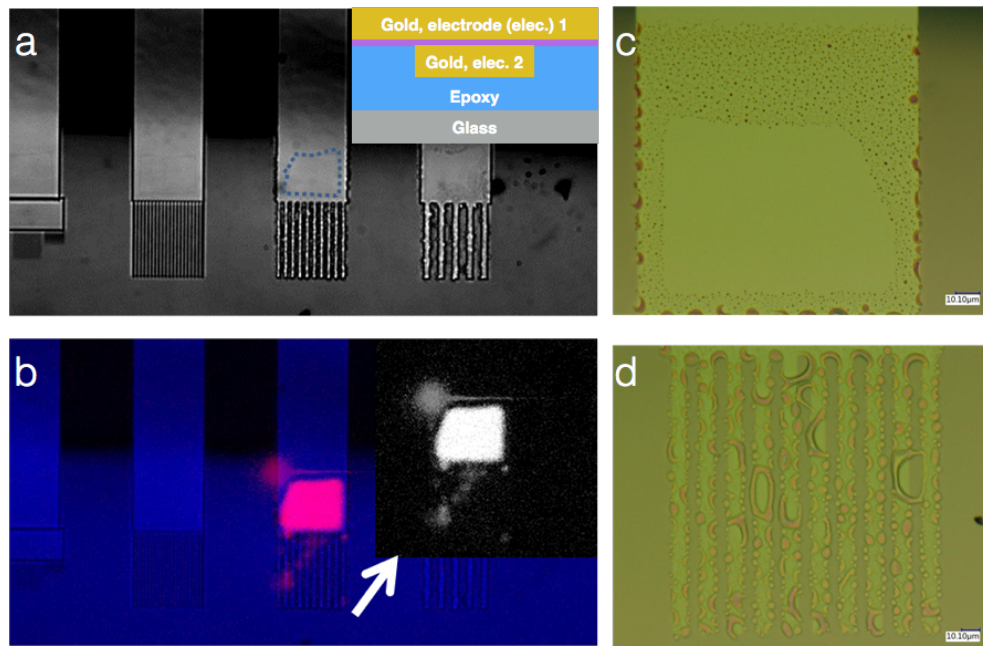 a
Gold, electrode (elec.) 1
Gold, elec. 2
Epoxy
Glass
c
10.10μm
b
d
10.10μm